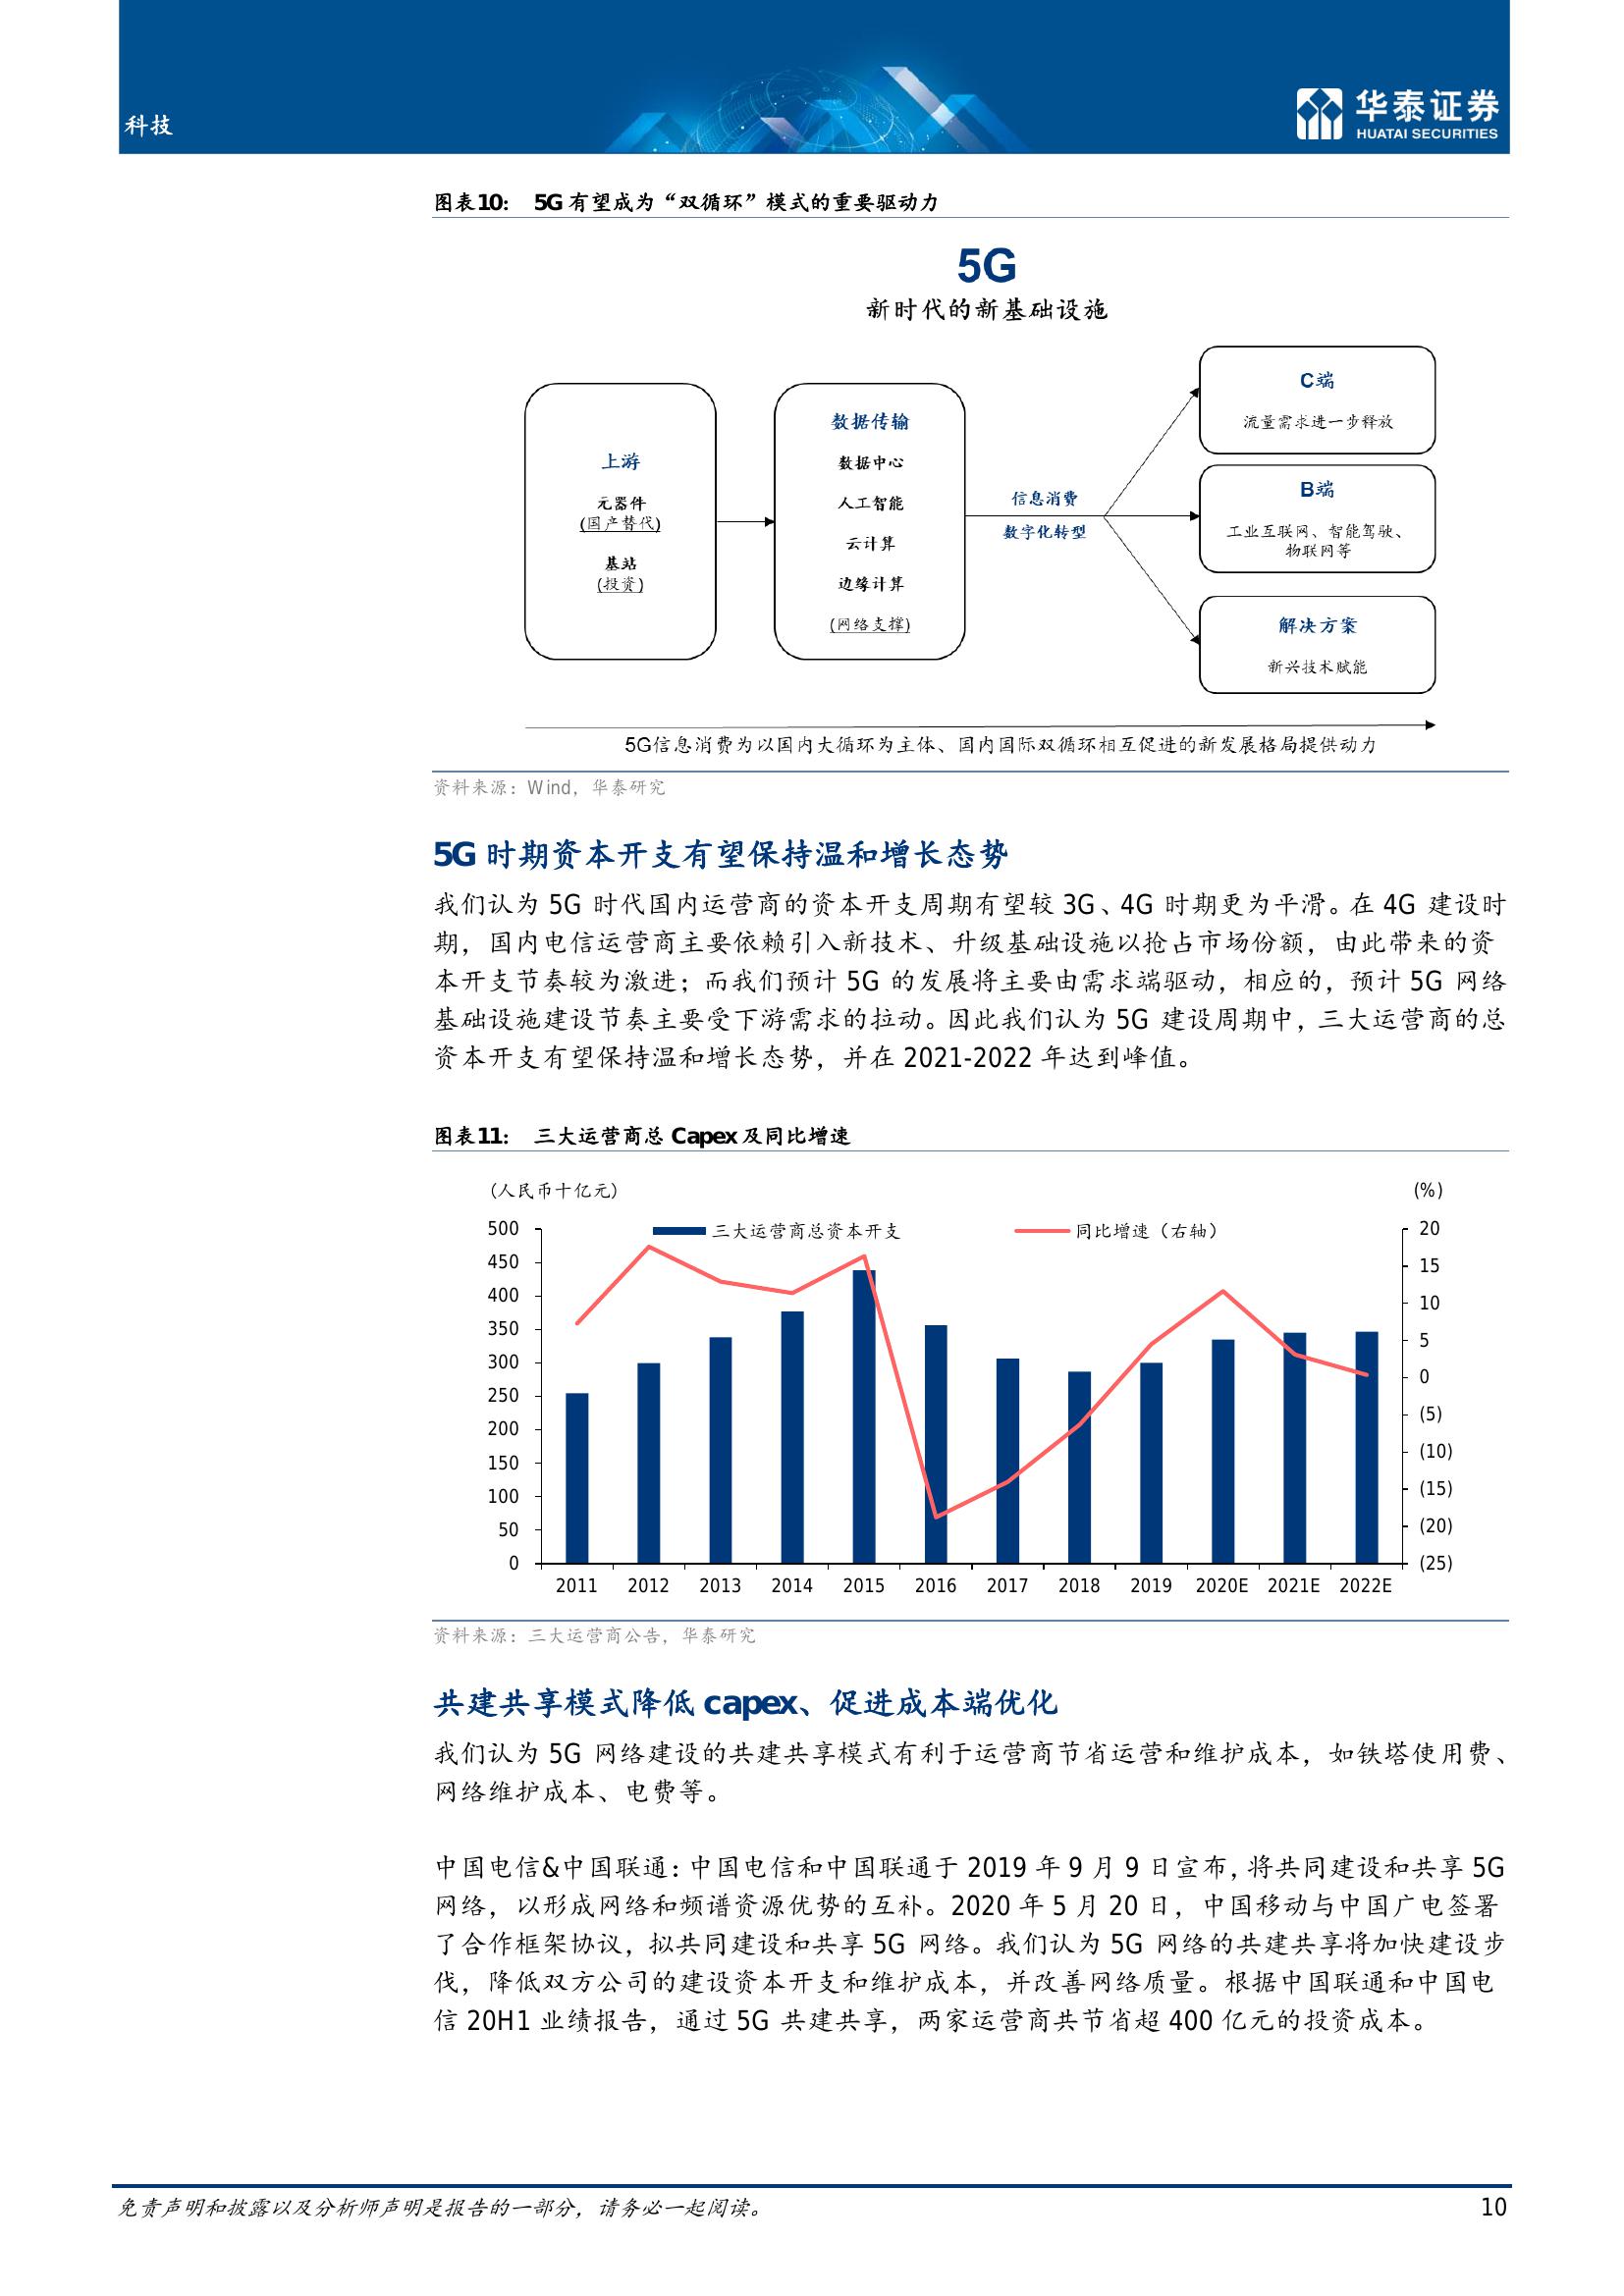 科技
华泰证券
HUATAI SECURITIES
图表10： 5G 有望成为“双循环”模式的重要驱动力
5G
新时代的新基础设施
上游
元器件
(国产替代)
基站
(投资)
数据传输
数据中心
人工智能
云计算
边缘计算
(网络支撑)
信息消费
数字化转型
C端
流量需求进一步释放
B端
工业互联网、智能驾驶、
物联网等
解决方案
新兴技术赋能
5G信息消费为以国内大循环为主体、国内国际双循环相互促进的新发展格局提供动力
资料来源：Wind，华泰研究
5G 时期资本开支有望保持温和增长态势
我们认为 5G 时代国内运营商的资本开支周期有望较 3G、4G 时期更为平滑。在 4G 建设时
期，国内电信运营商主要依赖引入新技术、升级基础设施以抢占市场份额，由此带来的资
本开支节奏较为激进；而我们预计 5G 的发展将主要由需求端驱动，相应的，预计 5G 网络
基础设施建设节奏主要受下游需求的拉动。因此我们认为 5G 建设周期中，三大运营商的总
资本开支有望保持温和增长态势，并在 2021-2022 年达到峰值。
图表11： 三大运营商总 Capex 及同比增速
(人民币十亿元)
(%)
三大运营商总资本开支
同比增速（右轴）
500
450
400
350
300
250
200
150
100
50
0
20
15
10
5
0
(5)
(10)
(15)
(20)
(25)
2011 2012 2013 2014 2015 2016 2017 2018 2019 2020E 2021E 2022E
资料来源：三大运营商公告，华泰研究
共建共享模式降低 capex、促进成本端优化
我们认为 5G 网络建设的共建共享模式有利于运营商节省运营和维护成本，如铁塔使用费、
网络维护成本、电费等。
中国电信&中国联通：中国电信和中国联通于 2019 年 9 月 9 日宣布，将共同建设和共享 5G
网络，以形成网络和频谱资源优势的互补。2020 年 5 月 20 日，中国移动与中国广电签署
了合作框架协议，拟共同建设和共享 5G 网络。我们认为 5G 网络的共建共享将加快建设步
伐，降低双方公司的建设资本开支和维护成本，并改善网络质量。根据中国联通和中国电
信 20H1 业绩报告，通过 5G 共建共享，两家运营商共节省超 400 亿元的投资成本。
免责声明和披露以及分析师声明是报告的一部分，请务必一起阅读。
10